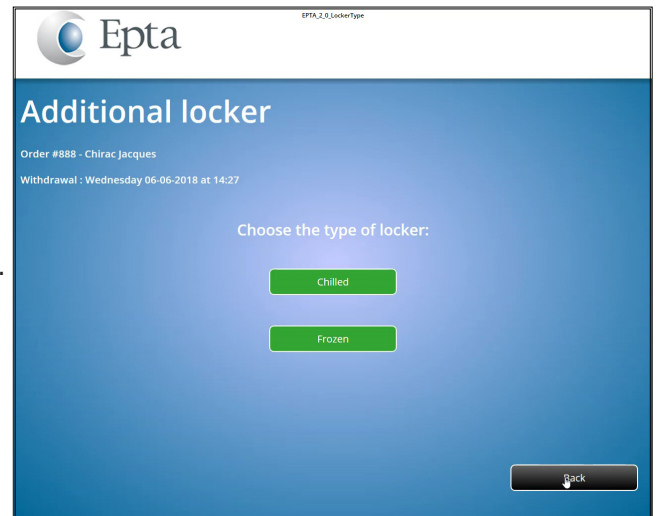 EPTA_2_0_LockerType
Epta
Additional locker
Order #888 - Chirac Jacques
Withdrawal : Wednesday 06-06-2018 at 14:27
Choose the type of locker:
Chilled
Frozen
Back